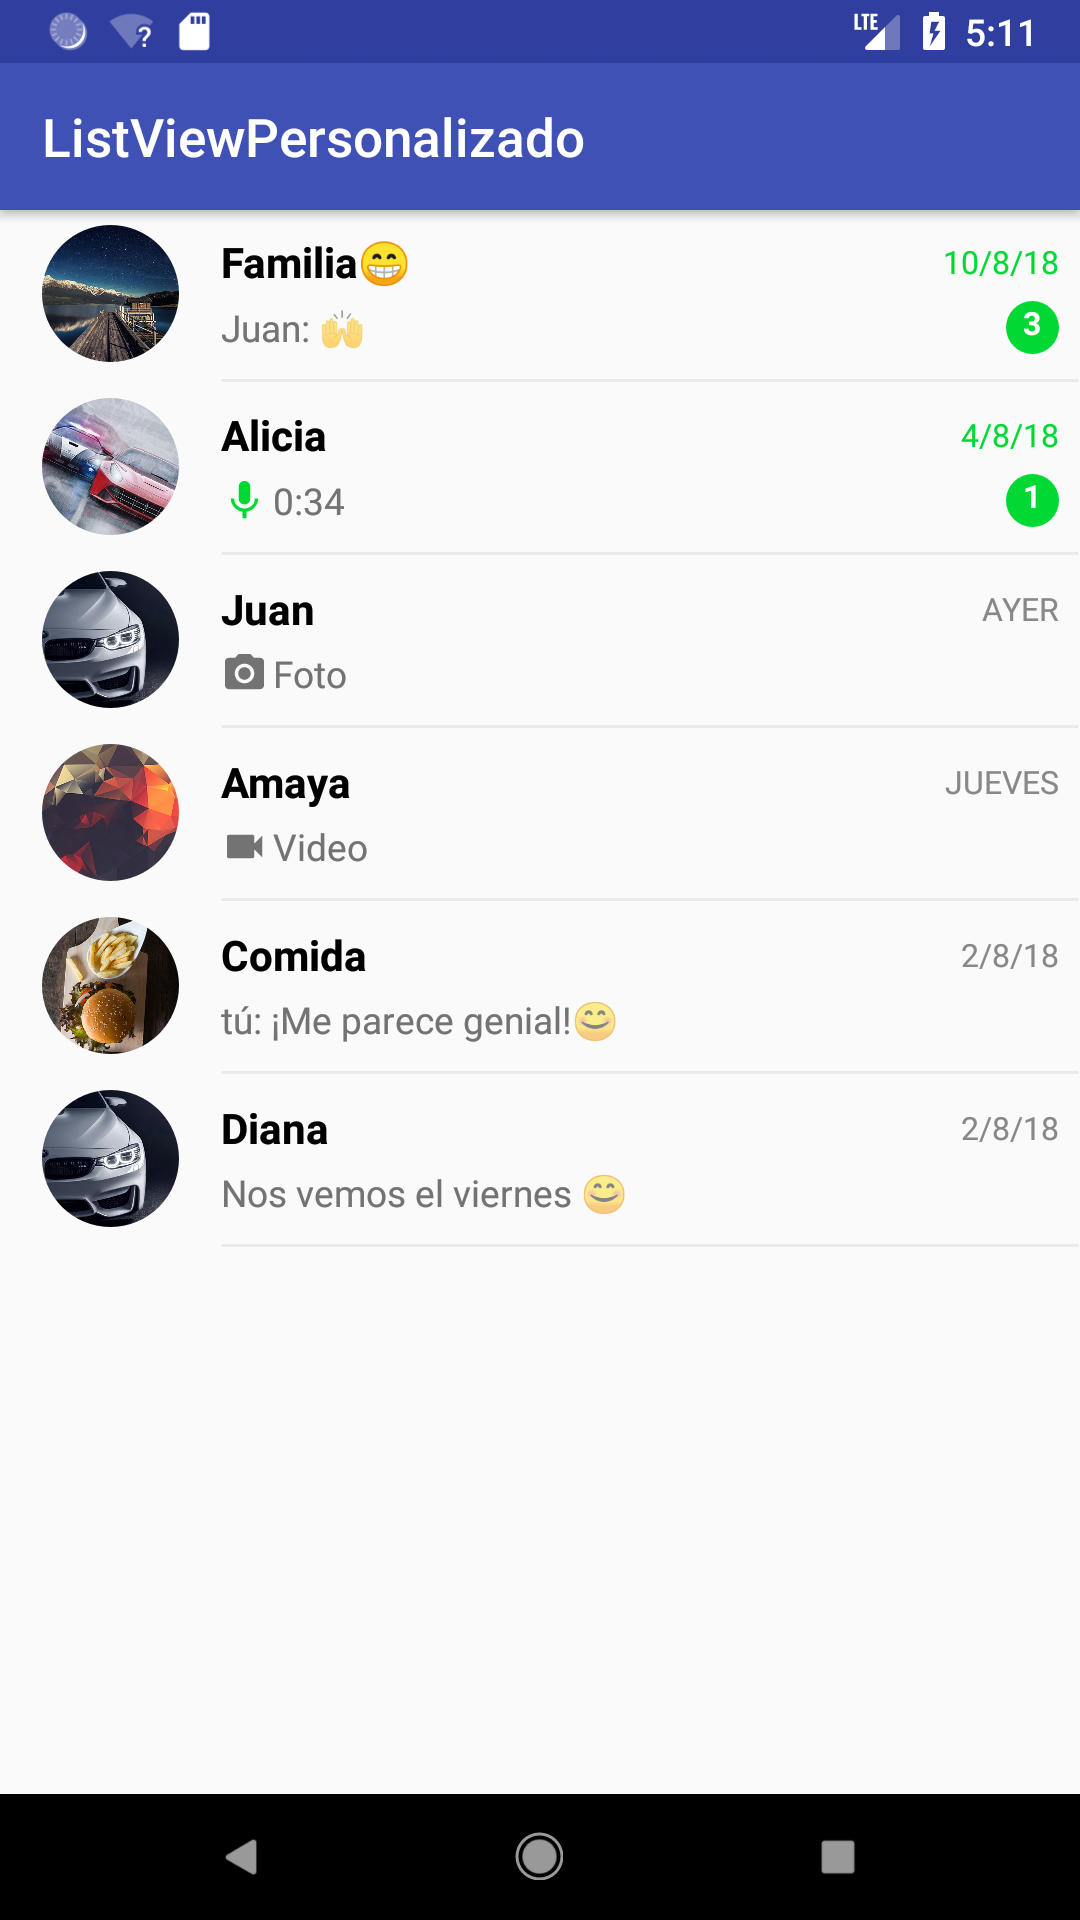 LTE 5:11
ListViewPersonalizado
Familia😁 10/8/18
Juan: 🙌 3
Alicia 4/8/18
0:34 1
Juan AYER
Foto
Amaya JUEVES
Video
Comida 2/8/18
tú: ¡Me parece genial!😊
Diana 2/8/18
Nos vemos el viernes 😊